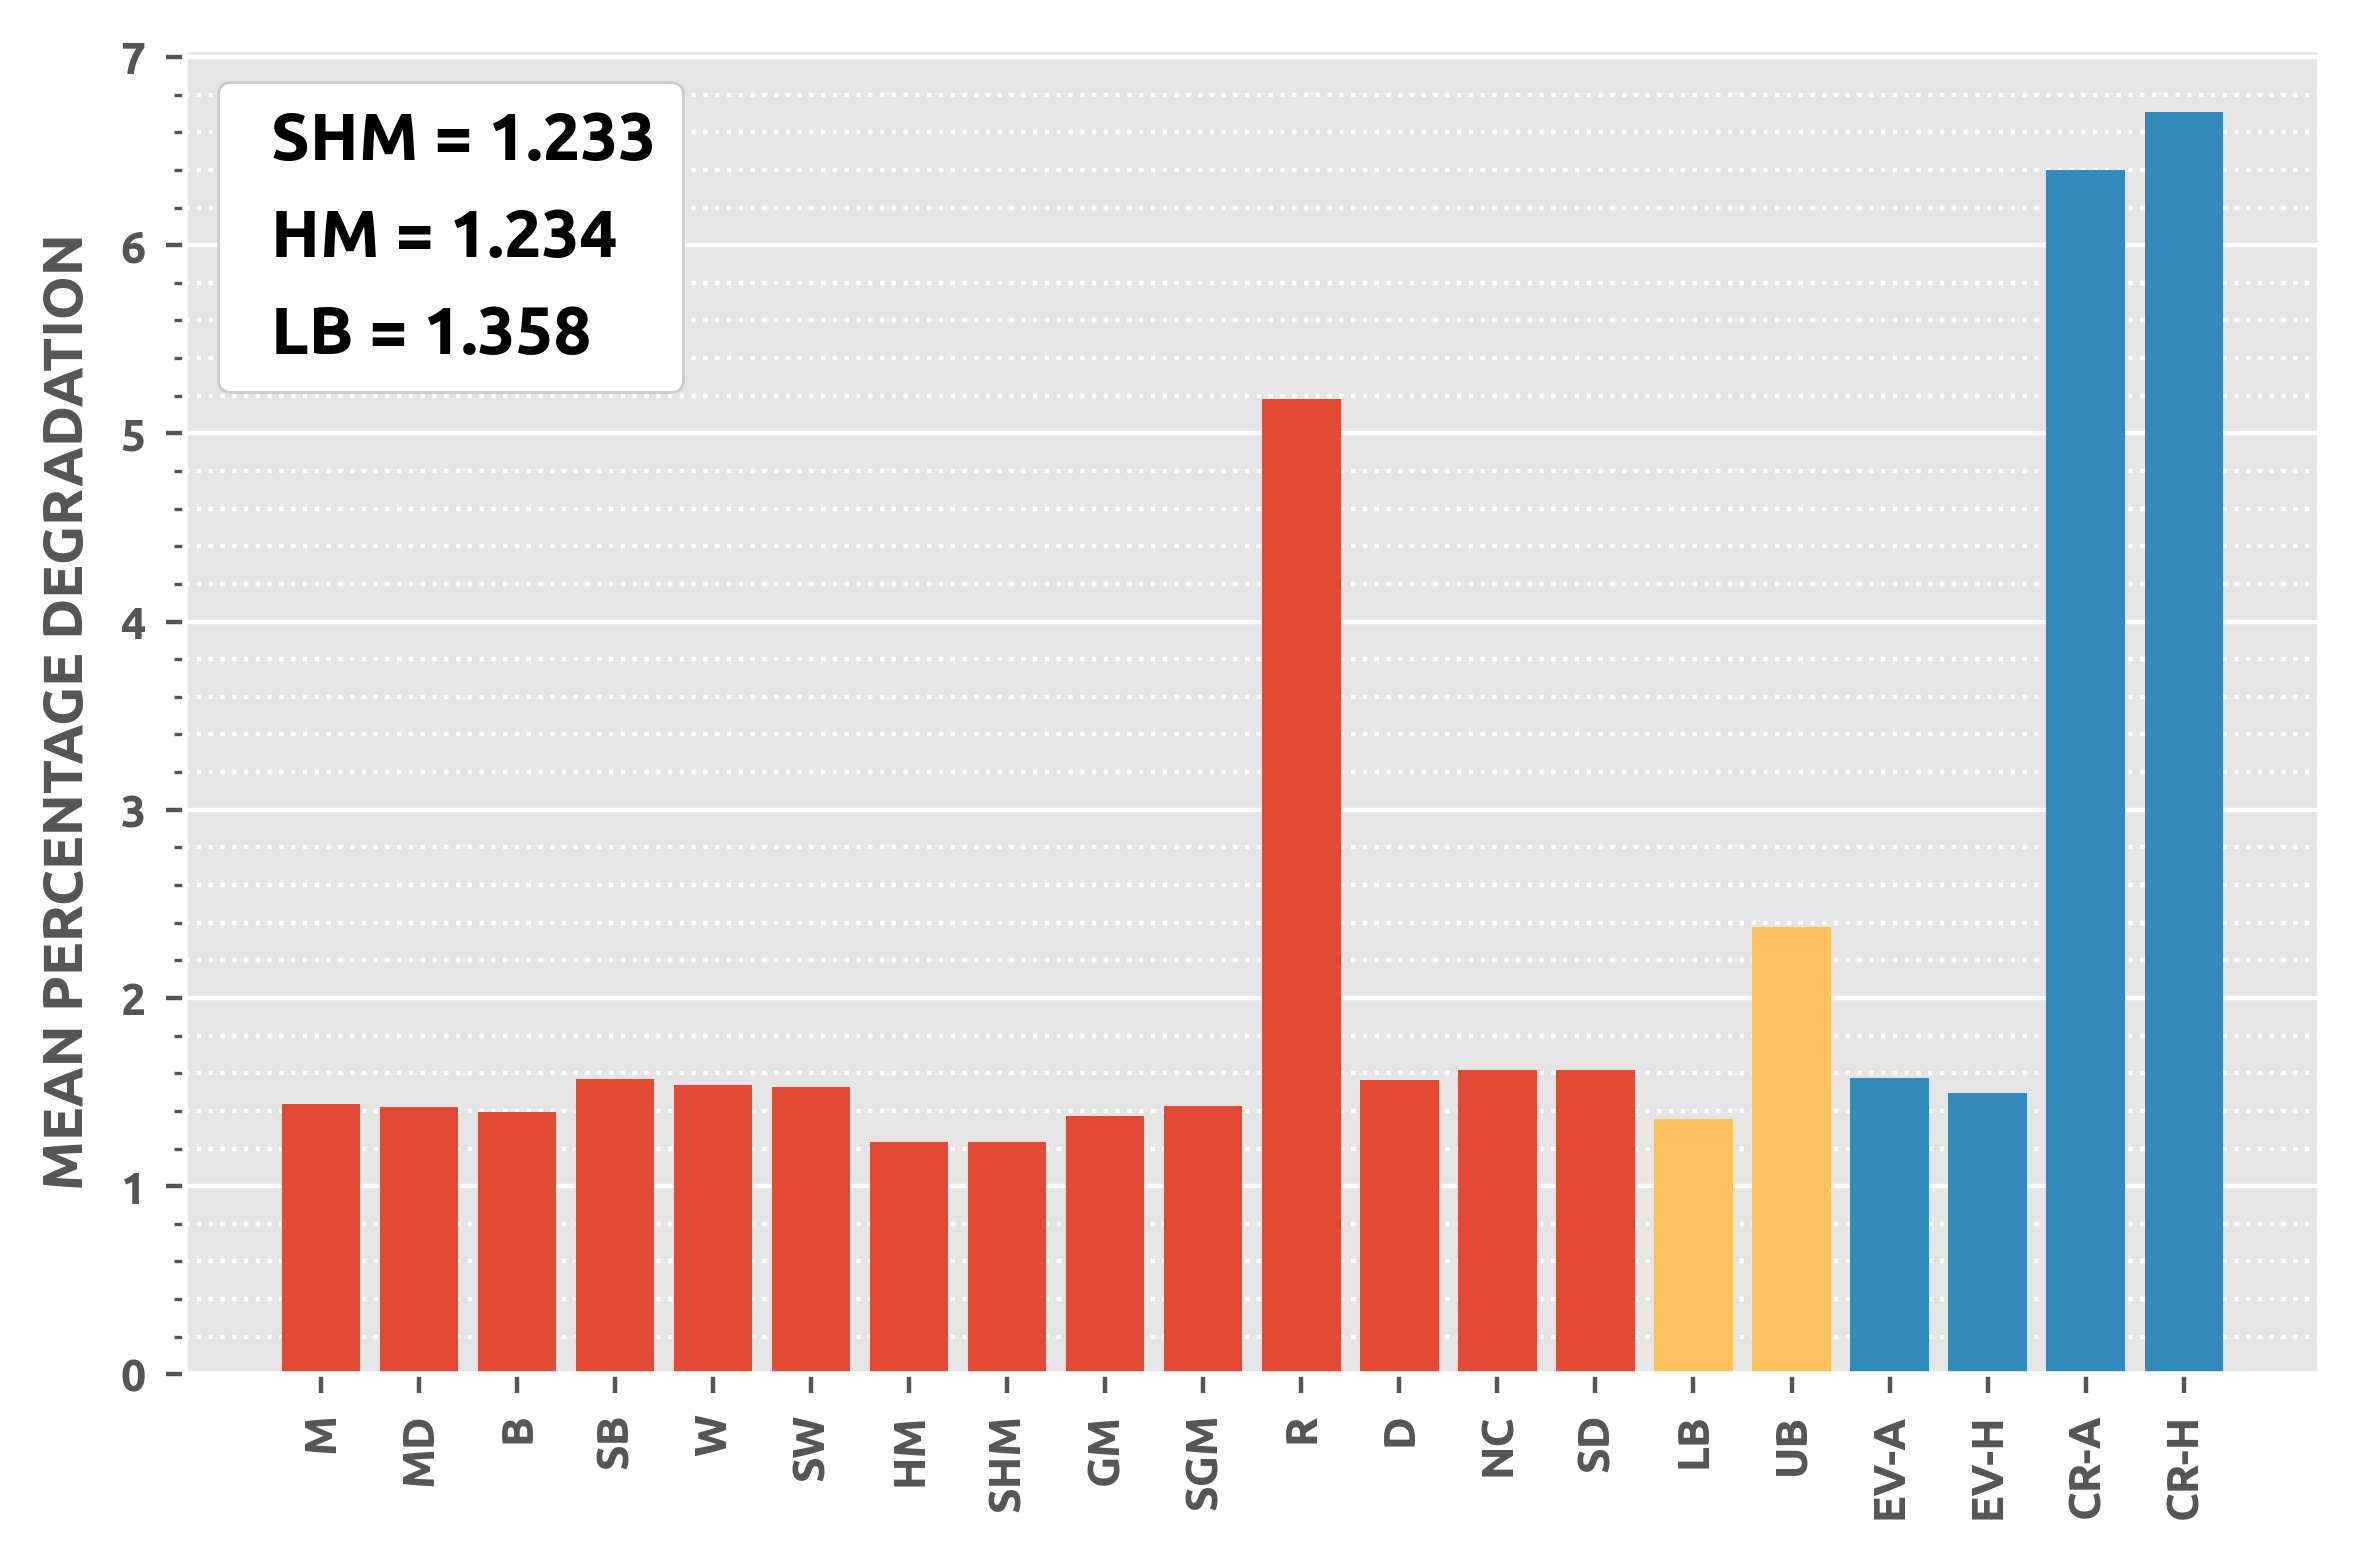 MEAN PERCENTAGE DEGRADATION
7
6
5
4
3
2
1
0
SHM = 1.233
HM = 1.234
LB = 1.358
M
MD
B
SB
W
SW
HM
SHM
GM
SGM
R
D
NC
SD
LB
UB
EV-A
EV-H
CR-A
CR-H